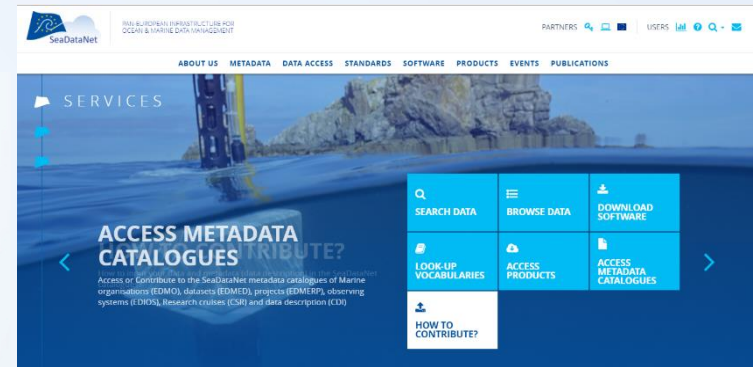 SeaDataNet
PAN-EUROPEAN INFRASTRUCTURE FOR
OCEAN & MARINE DATA MANAGEMENT
PARTNERS
USERS
ABOUT US METADATA DATA ACCESS STANDARDS SOFTWARE PRODUCTS EVENTS PUBLICATIONS
SERVICES
SEARCH DATA
BROWSE DATA
DOWNLOAD
SOFTWARE
LOOK-UP
VOCABULARIES
ACCESS
PRODUCTS
ACCESS
METADATA
CATALOGUES
HOW TO
CONTRIBUTE?
ACCESS METADATA
CATALOGUES
HOW TO CONTRIBUTE?
Access or Contribute to the SeaDataNet metadata catalogues of Marine
organisations (EDMO), datasets (EDMED), projects (EDMERP), observing
systems (EDIOS), Research cruises (CSR) and data description (CDI)